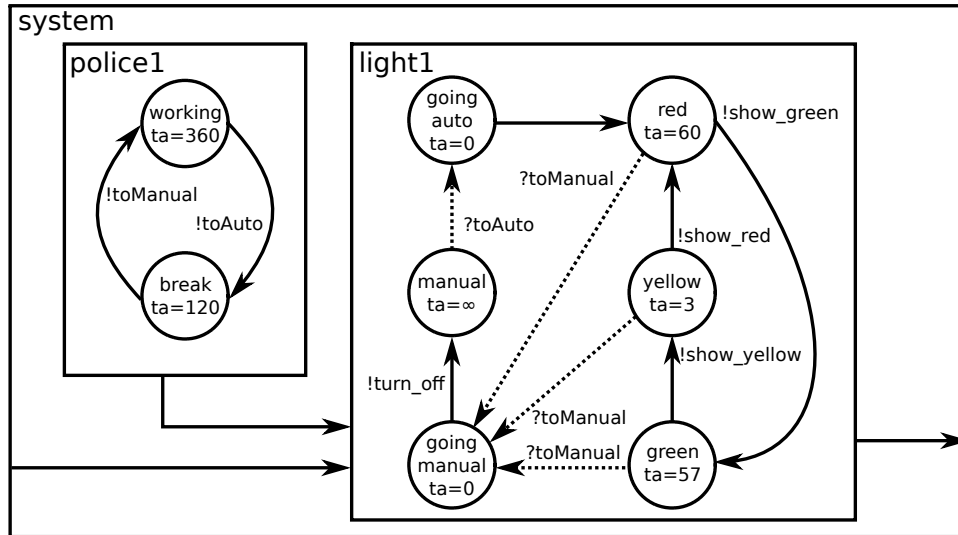 system
police1
working
ta=360
!toManual
!toAuto
break
ta=120
light1
going
auto
ta=0
red
ta=60
!show_green
?toManual
?toAuto
!show_red
manual
ta=∞
yellow
ta=3
!show_yellow
!turn_off
?toManual
?toManual
going
manual
ta=0
green
ta=57